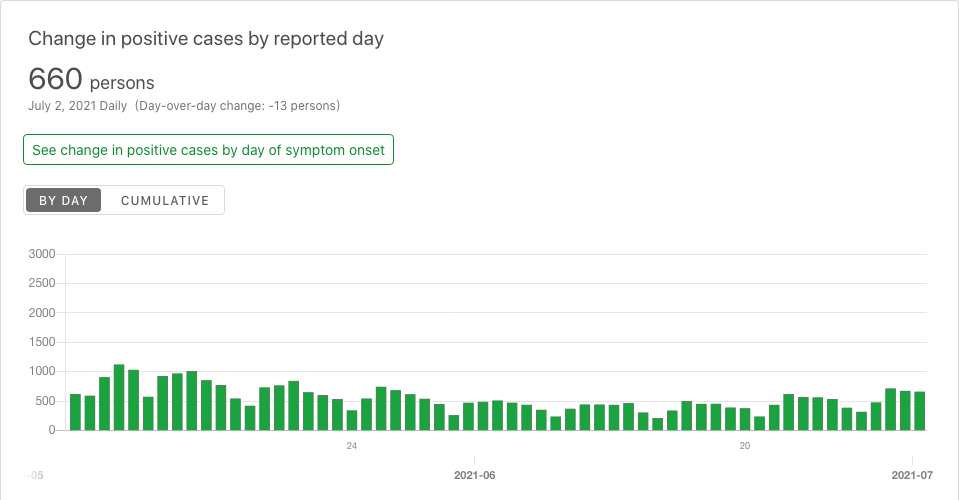 Change in positive cases by reported day
660 persons
July 2, 2021 Daily (Day-over-day change: -13 persons)
See change in positive cases by day of symptom onset
BY DAY CUMULATIVE
3000
2500
2000
1500
1000
500
0
24 20
-05 2021-06 2021-07